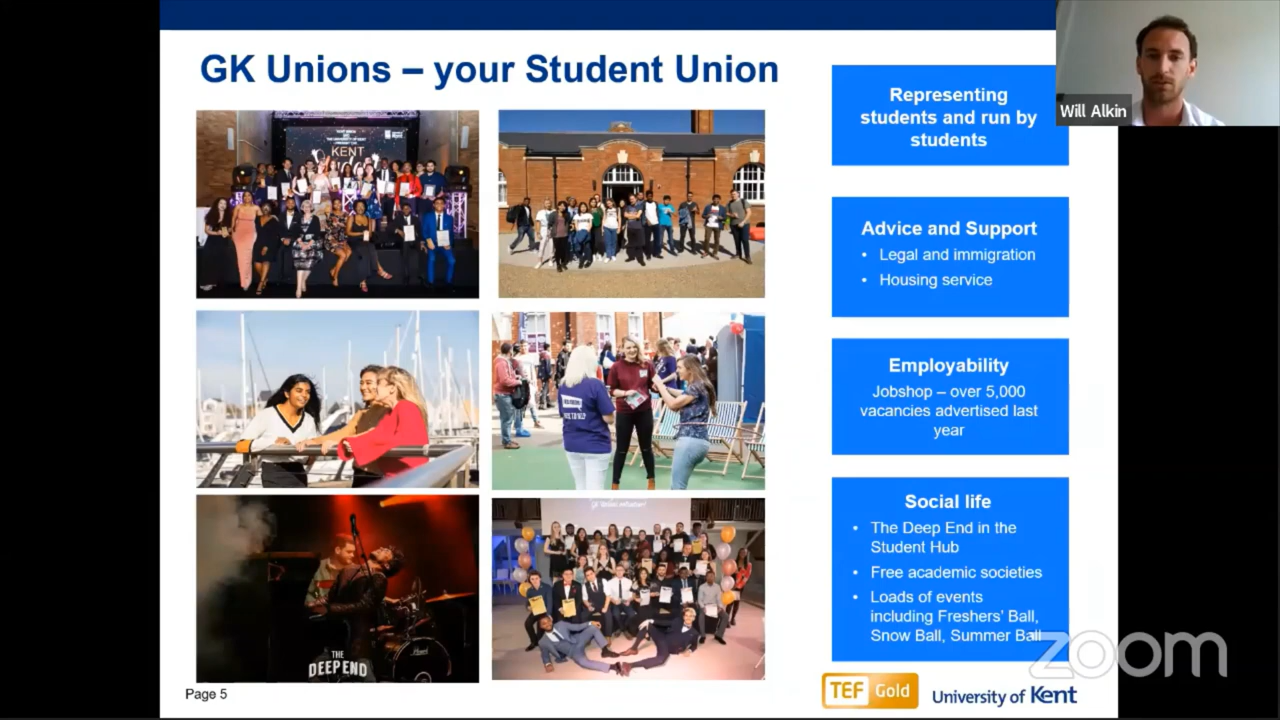 GK Unions – your Student Union
Representing
students and run by
students
Will Alkin
Advice and Support
• Legal and immigration
• Housing service
Employability
Jobshop – over 5,000
vacancies advertised last
year
Social life
• The Deep End in the
Student Hub
• Free academic societies
• Loads of events
including Freshers' Ball,
Snow Ball, Summer Ball
KENT
THE
DEEP END
zoom
Page 5
TEF Gold
University of Kent